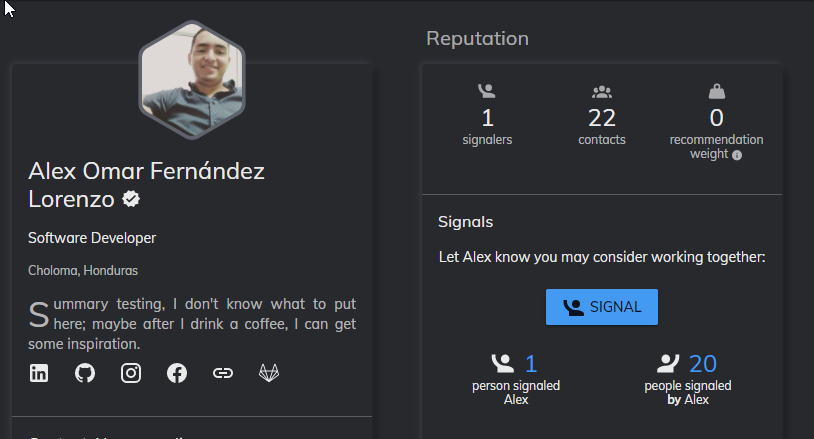 Alex Omar Fernández
Lorenzo
Software Developer
Choloma, Honduras
Summary testing, I don't know what to put
here; maybe after I drink a coffee, I can get
some inspiration.
Reputation
1
signalers
22
contacts
0
recommendation
weight
Signals
Let Alex know you may consider working together:
SIGNAL
1
person signaled
Alex
20
people signaled
by Alex